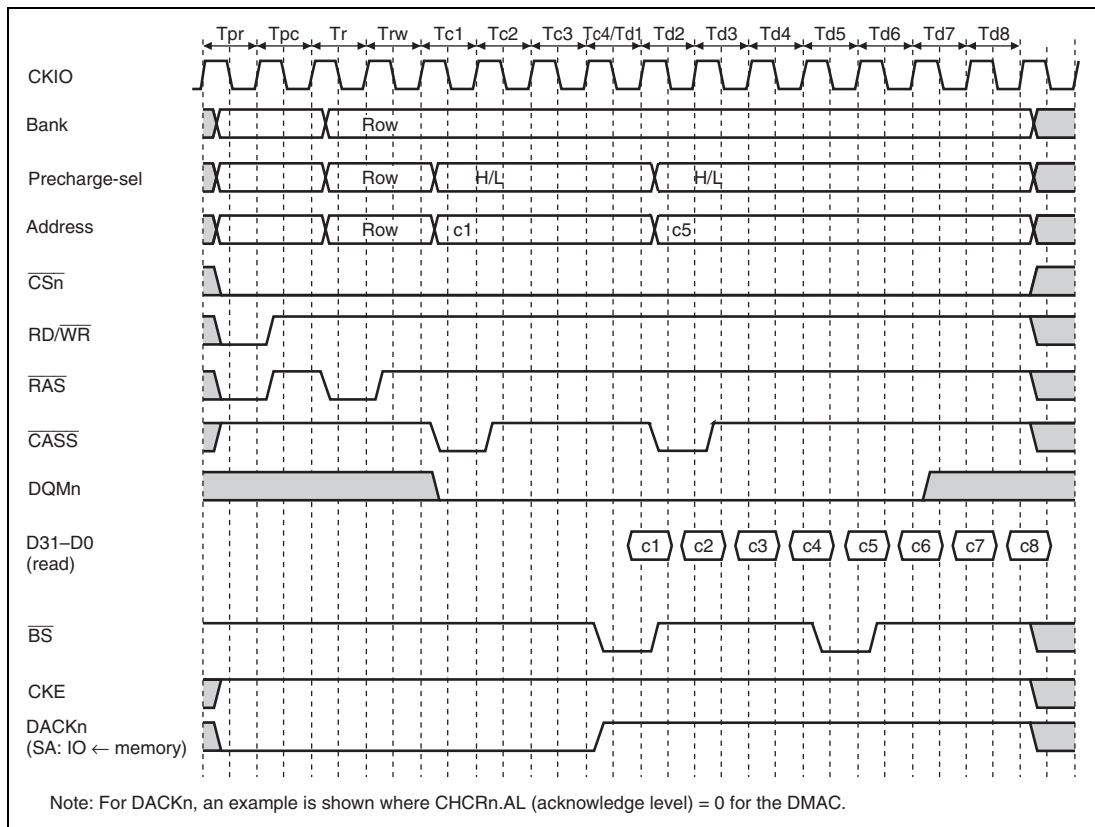 Tpr Tpc Tr Trw Tc1 Tc2 Tc3 Tc4/Td1 Td2 Td3 Td4 Td5 Td6 Td7 Td8
CKIO
Bank Row
Precharge-sel Row H/L H/L
Address Row c1 c5
CSn
RD/WR
RAS
CASS
DQMn
D31–D0
(read)
c1 c2 c3 c4 c5 c6 c7 c8
BS
CKE
DACKn
(SA: IO ← memory)
Note: For DACKn, an example is shown where CHCRn.AL (acknowledge level) = 0 for the DMAC.